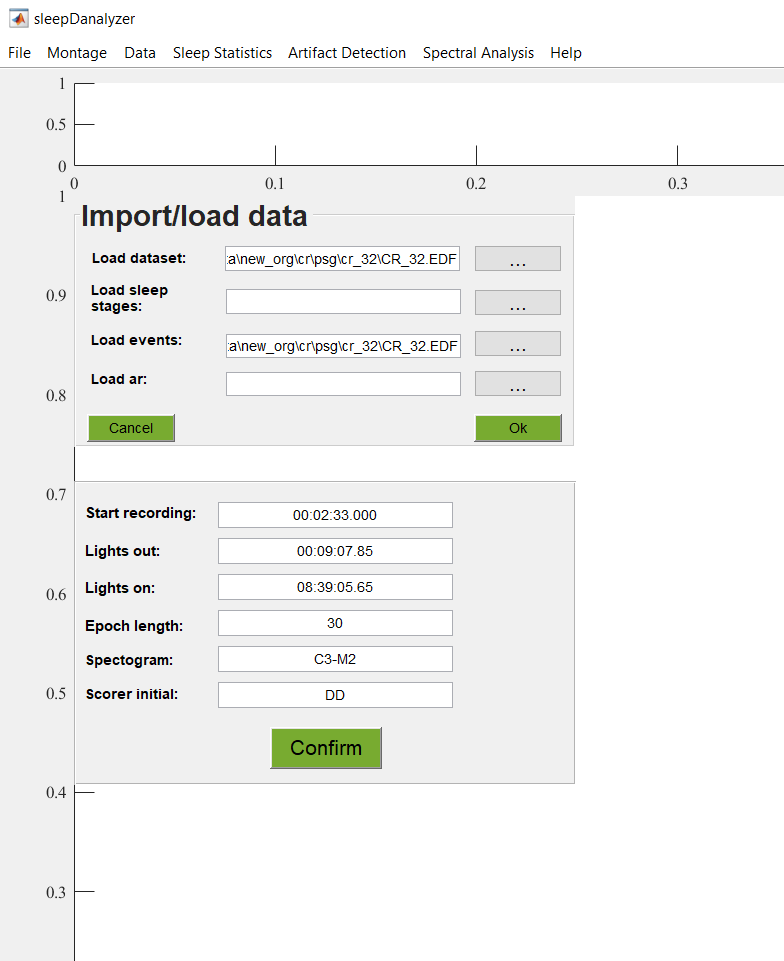 sleepDanalyzer
File Montage Data Sleep Statistics Artifact Detection Spectral Analysis Help
1
0.5
0
0 0.1 0.2 0.3
1
Import/load data
Load dataset: :a\new_org\cr\psg\cr_32\CR_32.EDF ...
Load sleep
stages: ...
0.9
Load events: :a\new_org\cr\psg\cr_32\CR_32.EDF ...
Load ar: ...
0.8
Cancel Ok
0.7
Start recording: 00:02:33.000
Lights out: 00:09:07.85
Lights on: 08:39:05.65
0.6
Epoch length: 30
Spectogram: C3-M2
0.5
Scorer initial: DD
Confirm
0.4
0.3